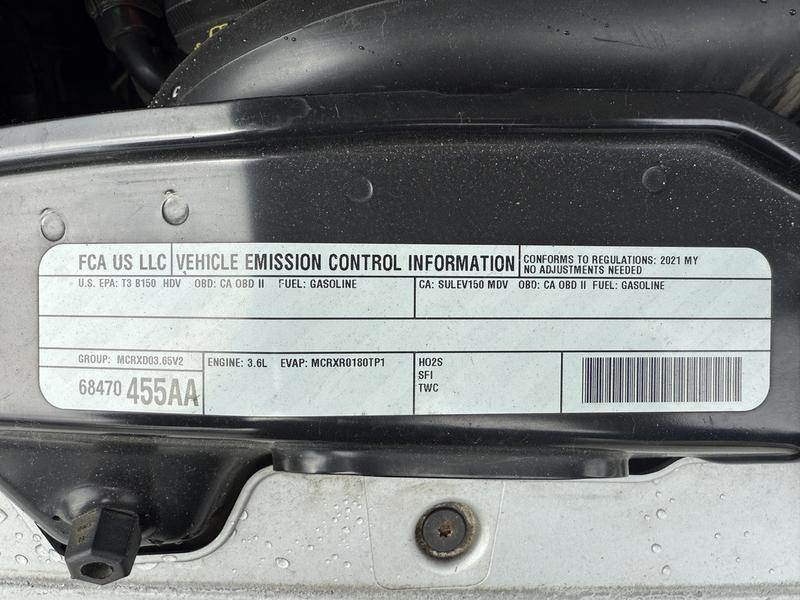 FCA US LLC
VEHICLE EMISSION CONTROL INFORMATION
CONFORMS TO REGULATIONS: 2021 MY
NO ADJUSTMENTS NEEDED
U.S. EPA: T3 B150 HDV OBD: CA OBD II FUEL: GASOLINE
CA: SULEV150 MDV OBD: CA OBD II FUEL: GASOLINE
GROUP: MCRXD03.65V2
68470 455AA
ENGINE: 3.6L EVAP: MCRXR0180TP1
HO2S
SFI
TWC